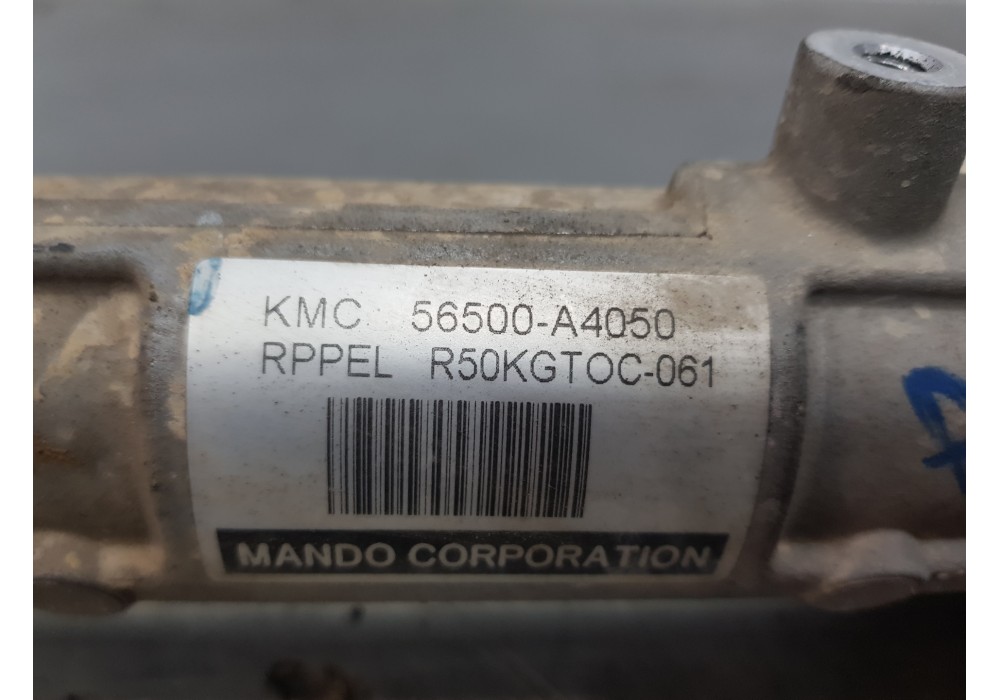 KMC 56500-A4050
RPPEL R50KGTOC-061
MANDO CORPORATION